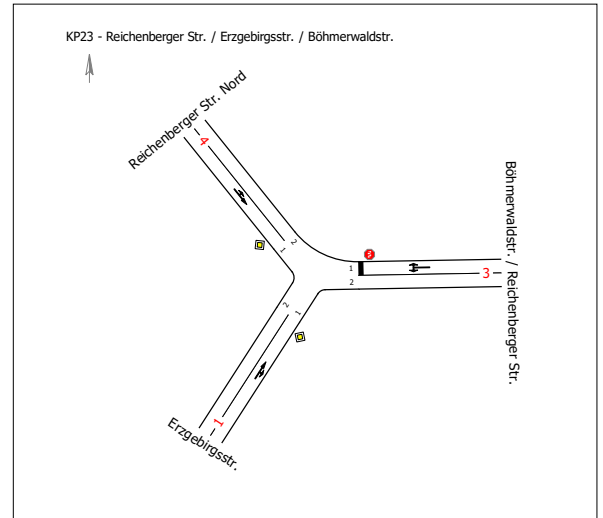 KP23 - Reichenberger Str. / Erzgebirgsstr. / Böhmerwaldstr.
Reichenberger Str. Nord
4
2
1
1
2
3
Böhmerwaldstr. / Reichenberger Str.
2
1
1
Erzgebirgsstr.